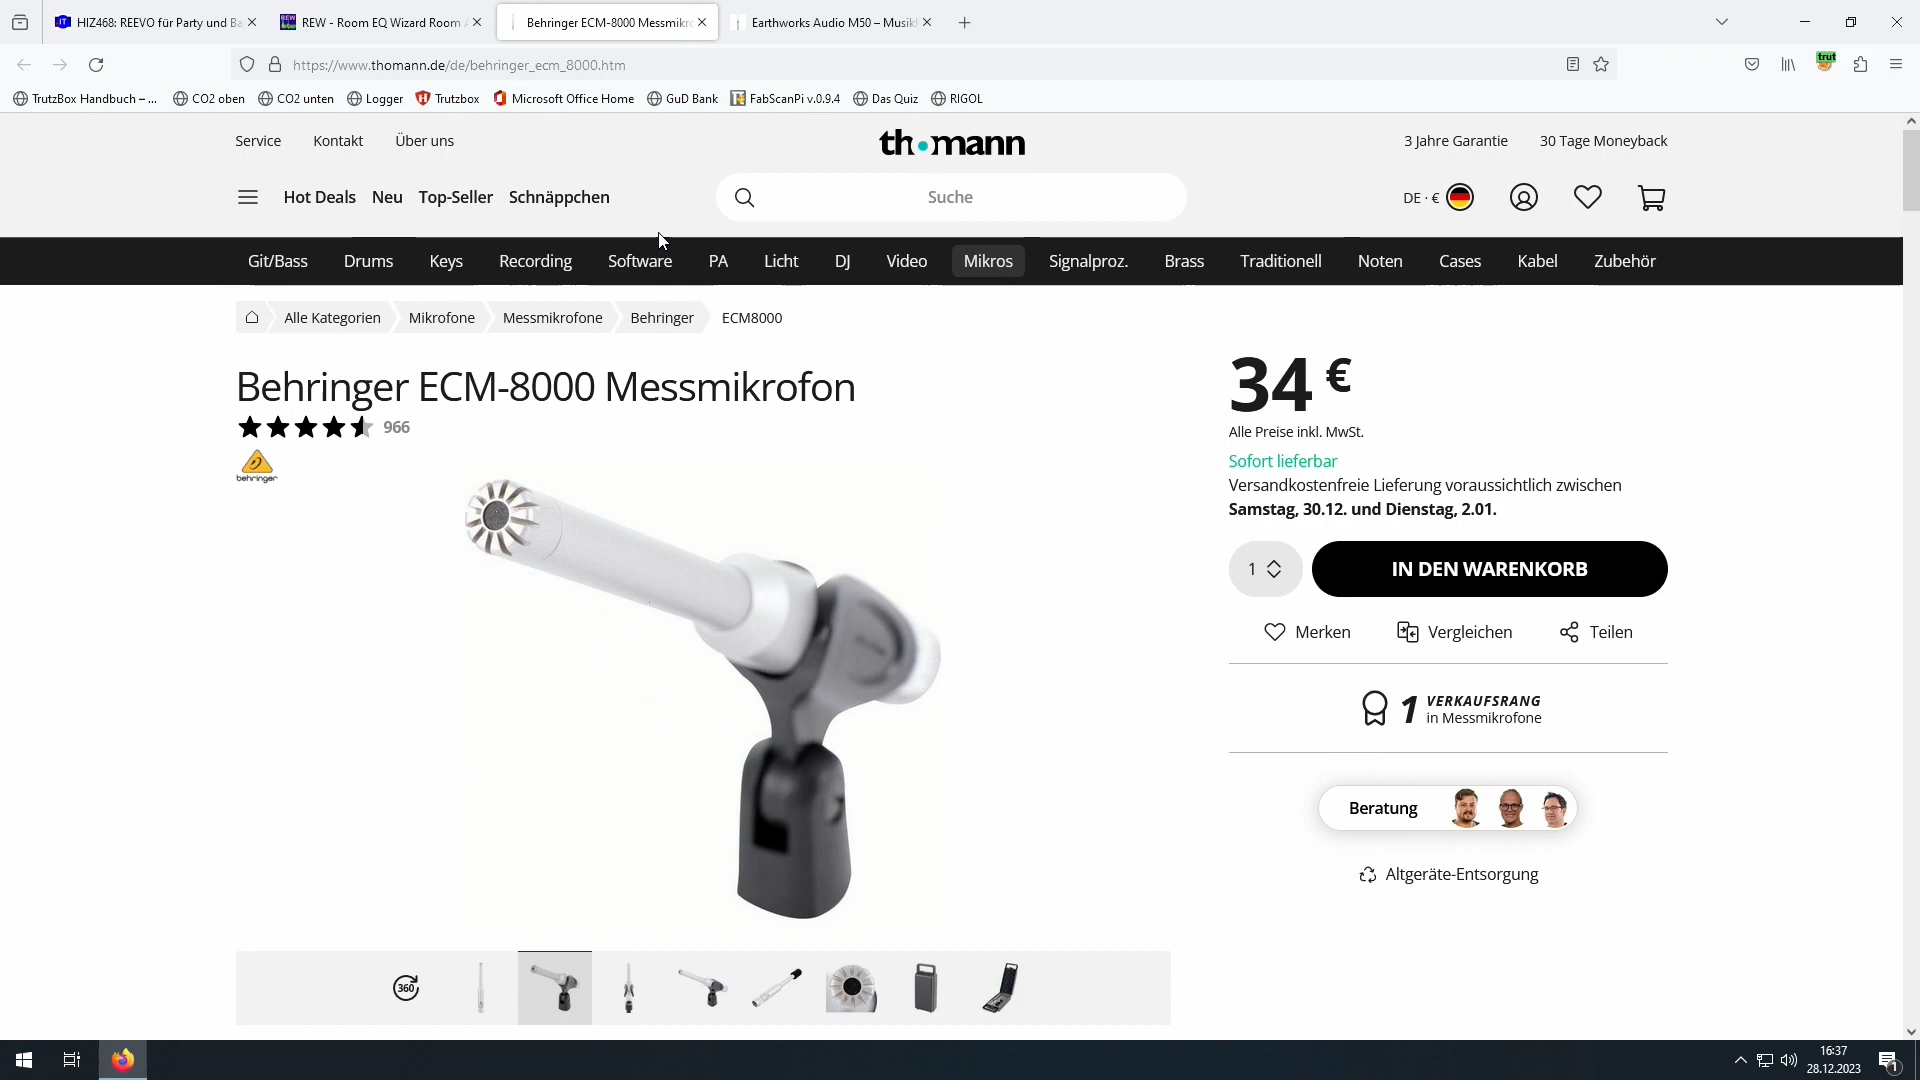 HIZ468: REEVO für Party und Ba
REW - Room EQ Wizard Room A
Behringer ECM-8000 Messmikro
Earthworks Audio M50 – Musikh
https://www.thomann.de/de/behringer_ecm_8000.htm
trut
TrutzBox Handbuch – ...
CO2 oben
CO2 unten
Logger
Trutzbox
Microsoft Office Home
GuD Bank
FabScanPi v.0.9.4
Das Quiz
RIGOL
Service
Kontakt
Über uns
th•mann
3 Jahre Garantie
30 Tage Moneyback
Hot Deals
Neu
Top-Seller
Schnäppchen
Suche
DE · €
Git/Bass
Drums
Keys
Recording
Software
PA
Licht
DJ
Video
Mikros
Signalproz.
Brass
Traditionell
Noten
Cases
Kabel
Zubehör
Alle Kategorien
Mikrofone
Messmikrofone
Behringer
ECM8000
Behringer ECM-8000 Messmikrofon
966
behringer
34 €
Alle Preise inkl. MwSt.
Sofort lieferbar
Versandkostenfreie Lieferung voraussichtlich zwischen
Samstag, 30.12. und Dienstag, 2.01.
1
IN DEN WARENKORB
Merken
Vergleichen
Teilen
1 VERKAUFSRANG
in Messmikrofone
Beratung
Altgeräte-Entsorgung
360
16:37
28.12.2023
1